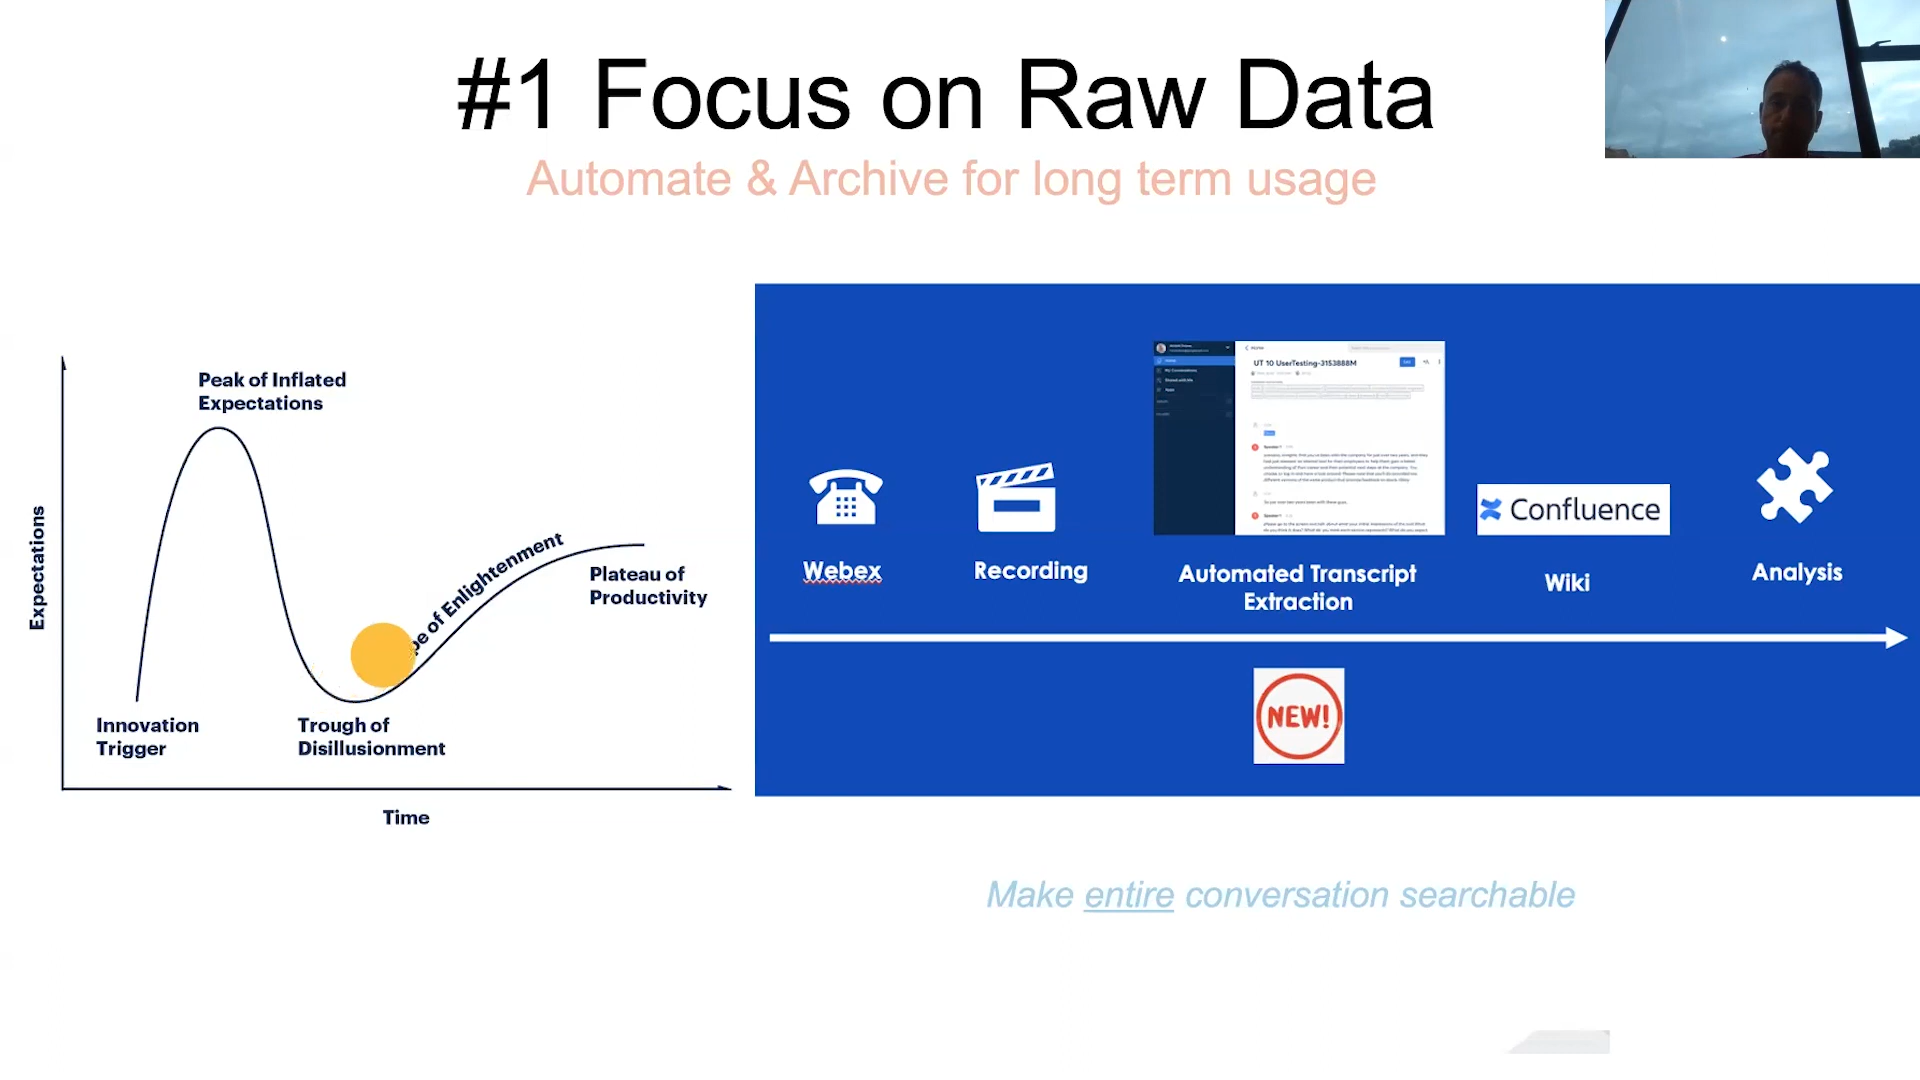 #1 Focus on Raw Data
Automate & Archive for long term usage
Peak of Inflated
Expectations
Expectations
pe of Enlightenment
Plateau of
Productivity
Innovation
Trigger
Trough of
Disillusionment
Time
UT 10 UserTesting-3153888M
Confluence
Webex
Recording
Automated Transcript
Extraction
Wiki
Analysis
NEW!
Make entire conversation searchable